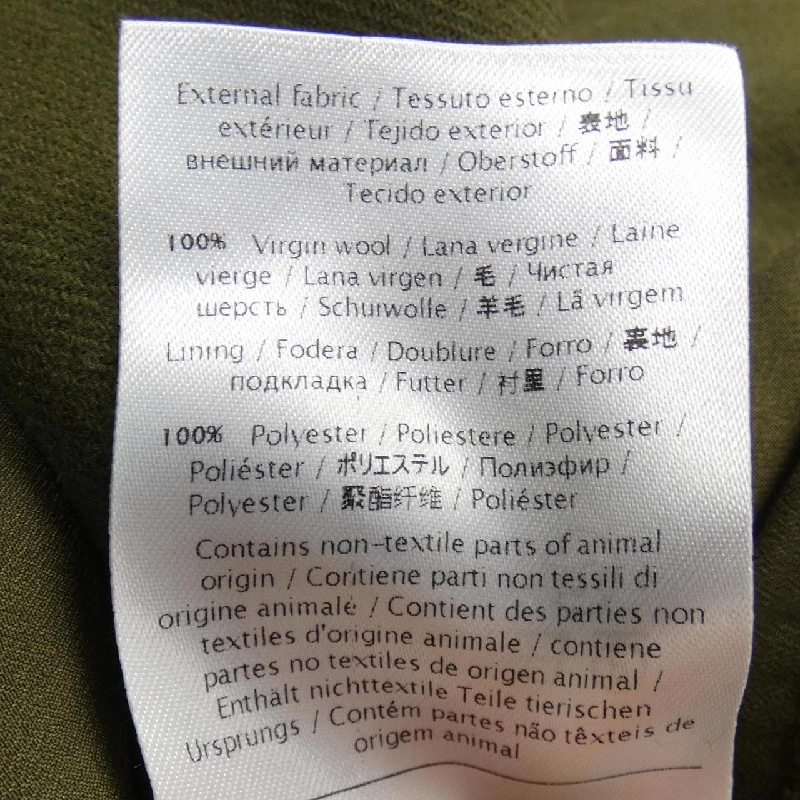 External fabric / Tessuto esterno / Tissu
extérieur / Tejido exterior / 表地 /
внешний материал / Oberstoff / 面料 /
Tecido exterior
100% Virgin wool / Lana vergine / Laine
vierge / Lana virgen / 毛 / Чистая
шерсть / Schurwolle / 羊毛 / Lã virgem
Lining / Fodera / Doublure / Forro / 裏地 /
подкладка / Futter / 衬里 / Forro
100% Polyester / Poliestere / Polyester /
Poliéster / ポリエステル / Полиэфир /
Polyester / 聚酯纤维 / Poliéster
Contains non-textile parts of animal
origin / Contiene parti non tessili di
origine animale / Contient des parties non
textiles d'origine animale / contiene
partes no textiles de origen animal /
Enthält nichttextile Teile tierischen
Ursprungs / Contém partes não têxteis de
origem animal